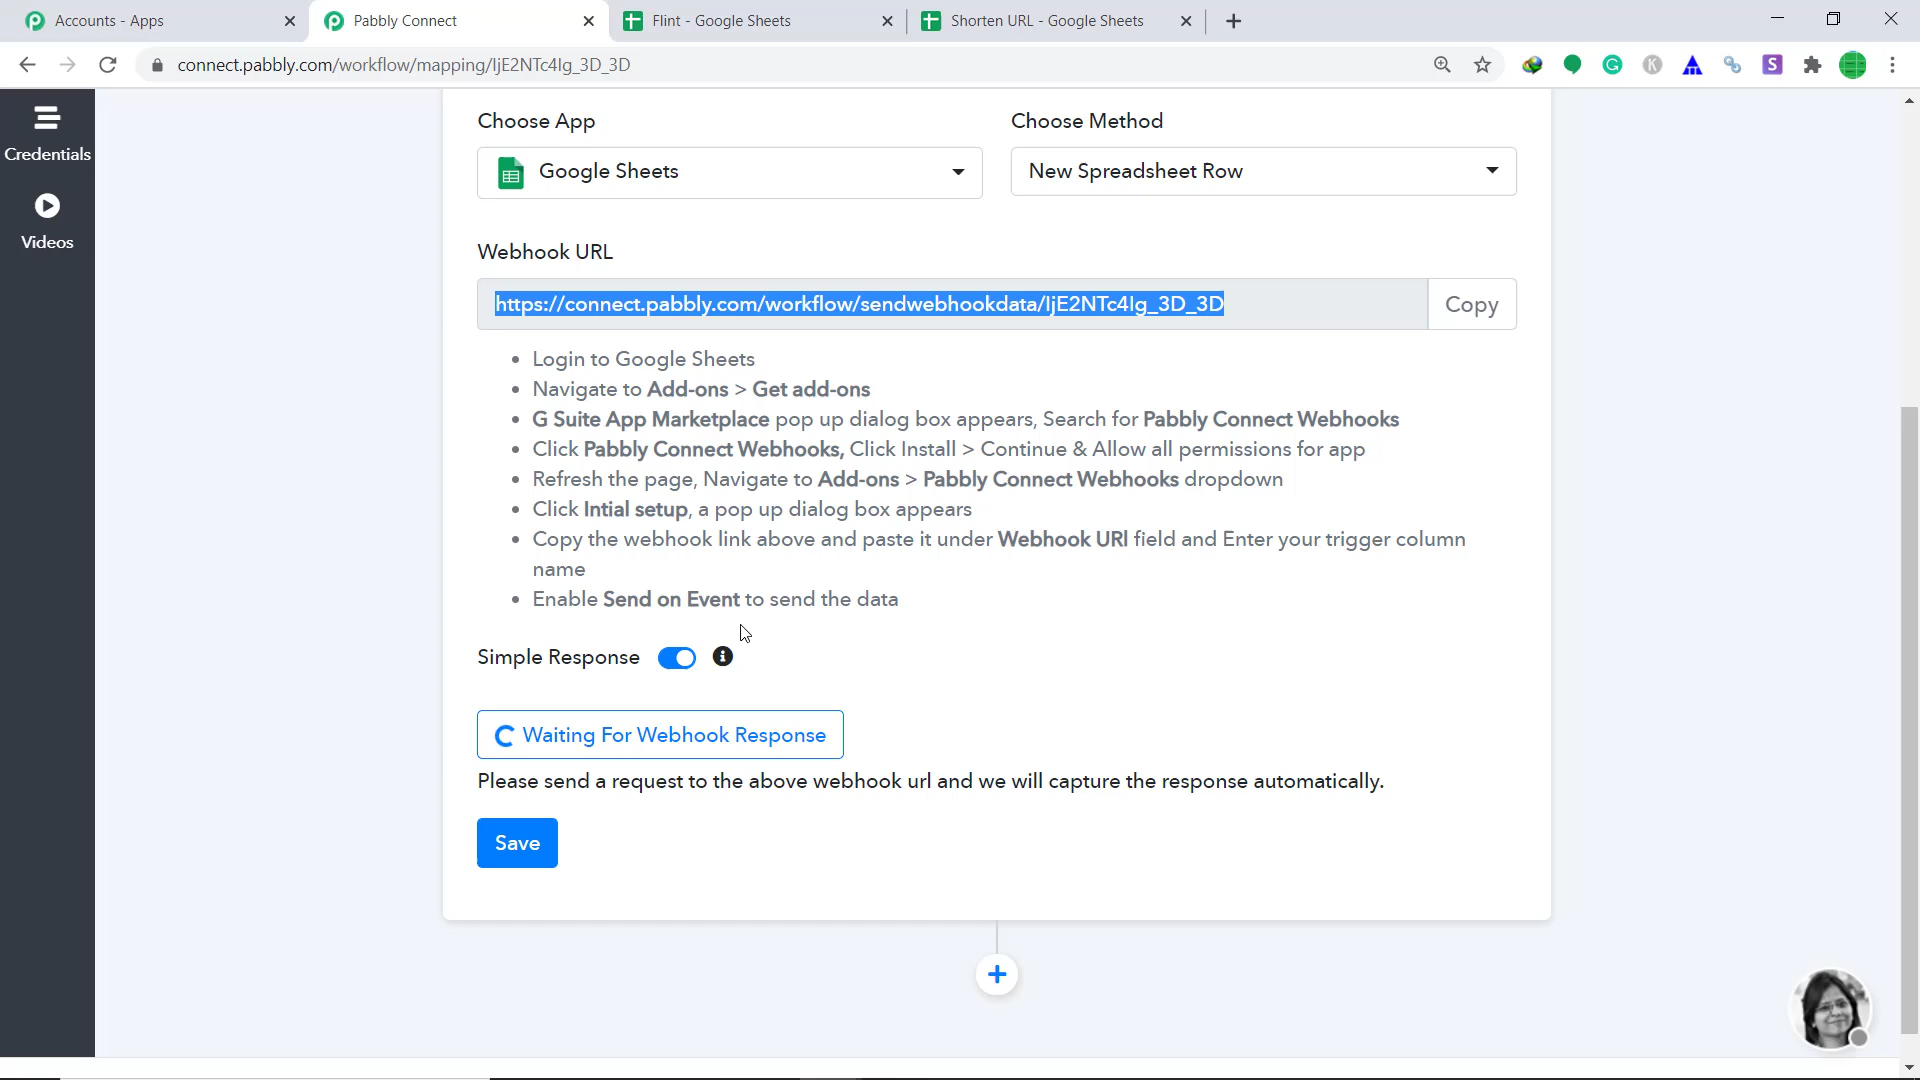 Accounts - Apps
Pabbly Connect
Flint - Google Sheets
Shorten URL - Google Sheets
connect.pabbly.com/workflow/mapping/IjE2NTc4Ig_3D_3D
Credentials
Videos
Choose App
Choose Method
Google Sheets
New Spreadsheet Row
Webhook URL
https://connect.pabbly.com/workflow/sendwebhookdata/IjE2NTc4Ig_3D_3D
Copy
Login to Google Sheets
Navigate to Add-ons > Get add-ons
G Suite App Marketplace pop up dialog box appears, Search for Pabbly Connect Webhooks
Click Pabbly Connect Webhooks, Click Install > Continue & Allow all permissions for app
Refresh the page, Navigate to Add-ons > Pabbly Connect Webhooks dropdown
Click Intial setup, a pop up dialog box appears
Copy the webhook link above and paste it under Webhook URl field and Enter your trigger column
name
Enable Send on Event to send the data
Simple Response
Waiting For Webhook Response
Please send a request to the above webhook url and we will capture the response automatically.
Save